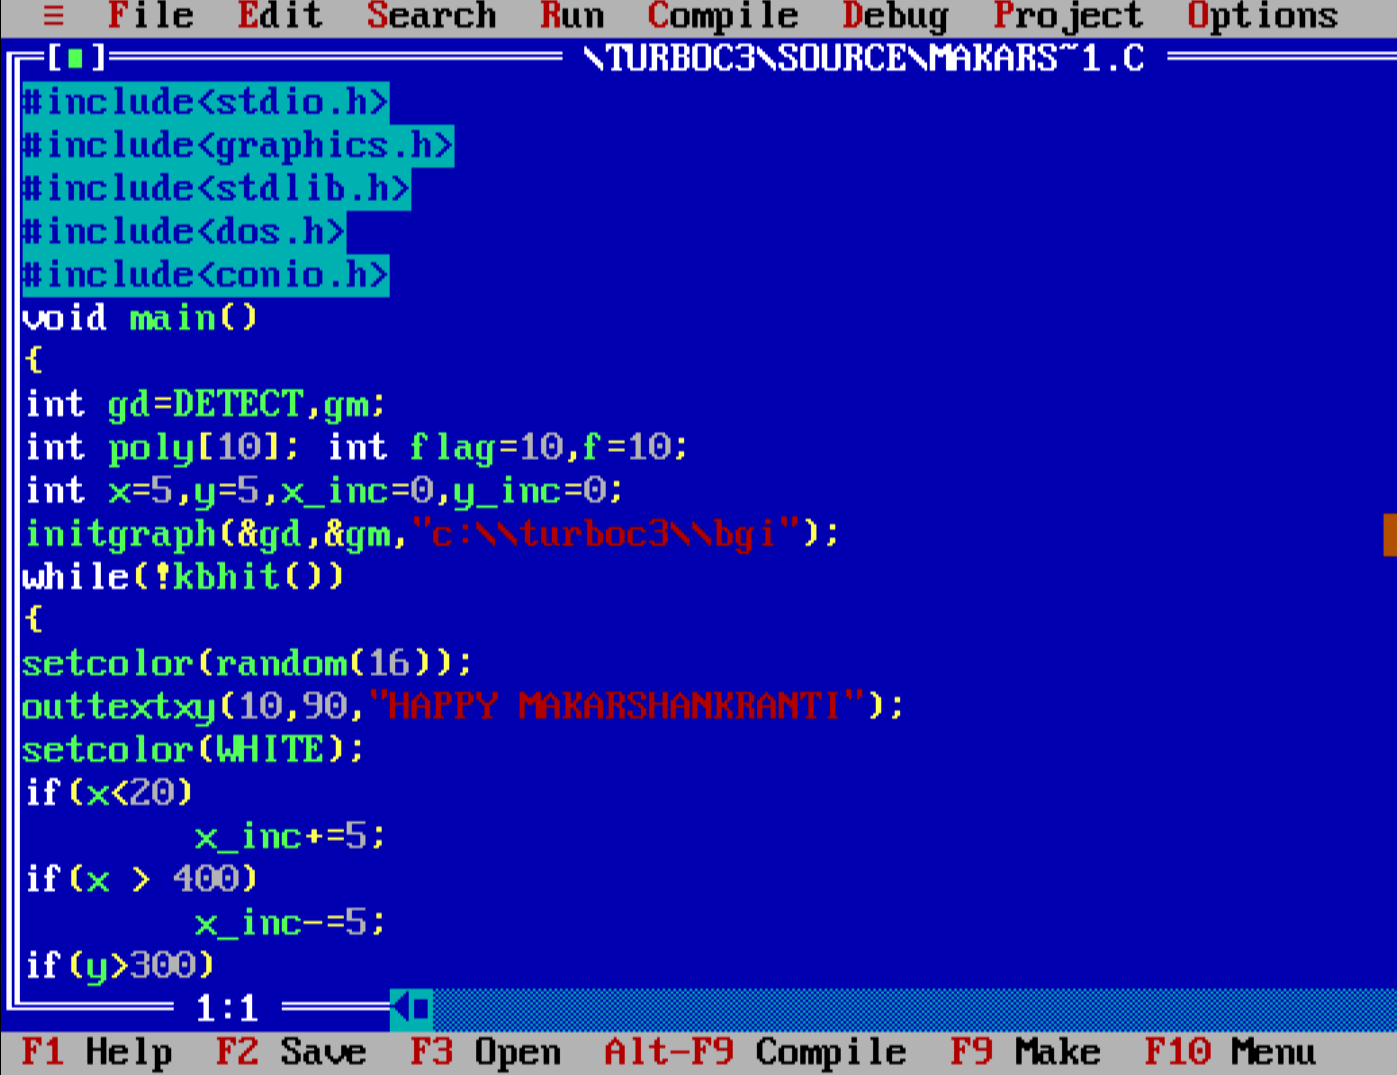 ≡ File Edit Search Run Compile Debug Project Options
[■] \TURBOC3\SOURCE\MAKARS~1.C
#include<stdio.h>
#include<graphics.h>
#include<stdlib.h>
#include<dos.h>
#include<conio.h>
void main()
{
int gd=DETECT,gm;
int poly[10]; int flag=10,f=10;
int x=5,y=5,x_inc=0,y_inc=0;
initgraph(&gd,&gm,"c:\\turboc3\\bgi");
while(!kbhit())
{
setcolor(random(16));
outtextxy(10,90,"HAPPY MAKARSHANKRANTI");
setcolor(WHITE);
if(x<20)
        x_inc+=5;
if(x > 400)
        x_inc-=5;
if(y>300)
1:1
F1 Help F2 Save F3 Open Alt-F9 Compile F9 Make F10 Menu